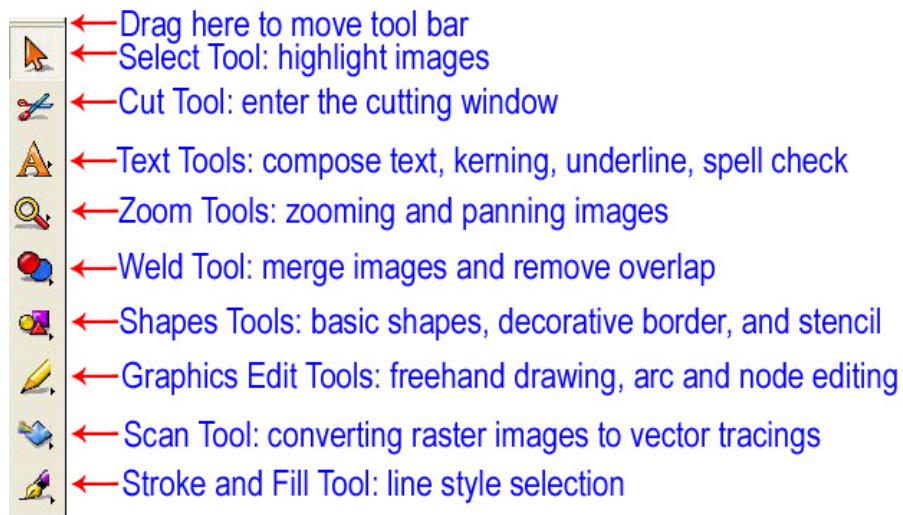 Drag here to move tool bar
Select Tool: highlight images
Cut Tool: enter the cutting window
Text Tools: compose text, kerning, underline, spell check
Zoom Tools: zooming and panning images
Weld Tool: merge images and remove overlap
Shapes Tools: basic shapes, decorative border, and stencil
Graphics Edit Tools: freehand drawing, arc and node editing
Scan Tool: converting raster images to vector tracings
Stroke and Fill Tool: line style selection